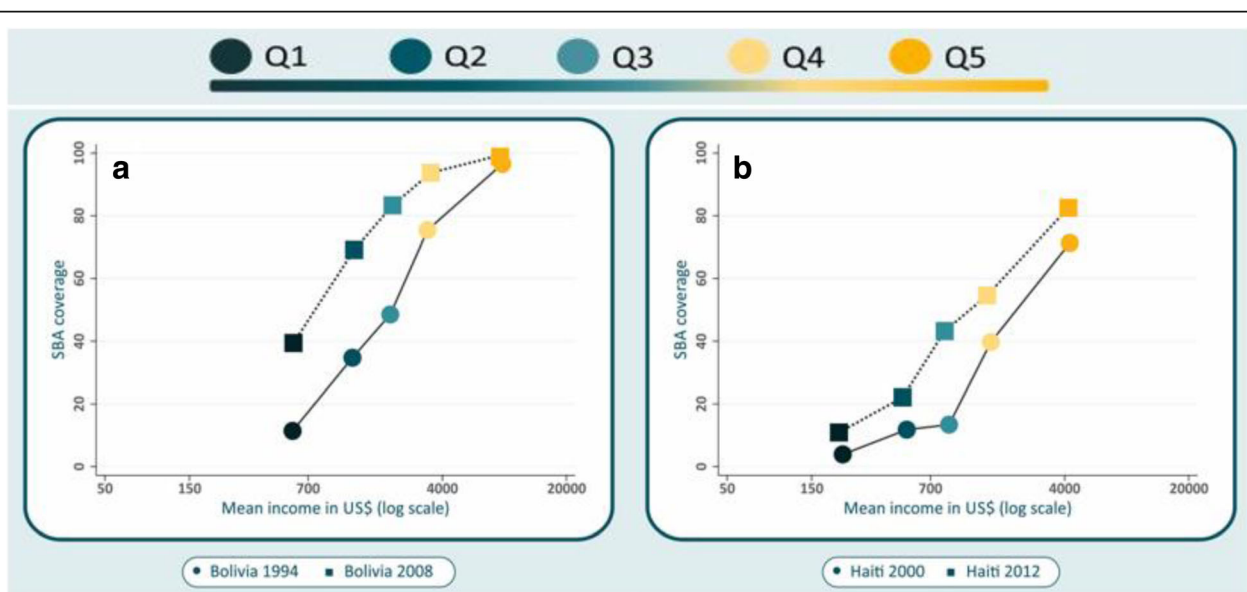 Q1 Q2 Q3 Q4 Q5
a
SBA coverage
100
80
60
40
20
0
50 150 700 4000 20000
Mean income in US$ (log scale)
Bolivia 1994 Bolivia 2008
b
SBA coverage
100
80
60
40
20
0
50 150 700 4000 20000
Mean income in US$ (log scale)
Haiti 2000 Haiti 2012